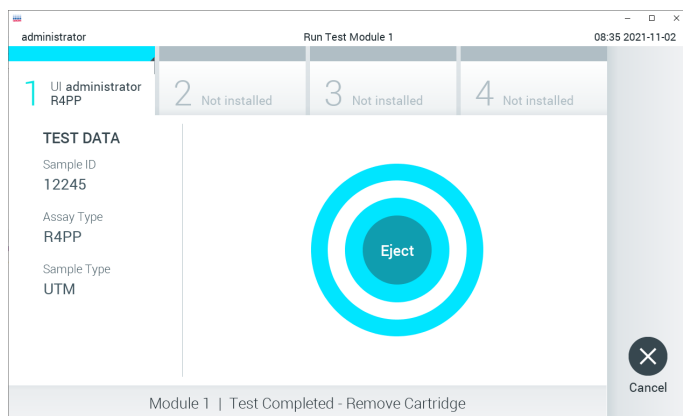 administrator
Run Test Module 1
08:35 2021-11-02
1 UI administrator
R4PP
2 Not installed
3 Not installed
4 Not installed
TEST DATA
Sample ID
12245
Assay Type
R4PP
Sample Type
UTM
Eject
Cancel
Module 1 | Test Completed - Remove Cartridge